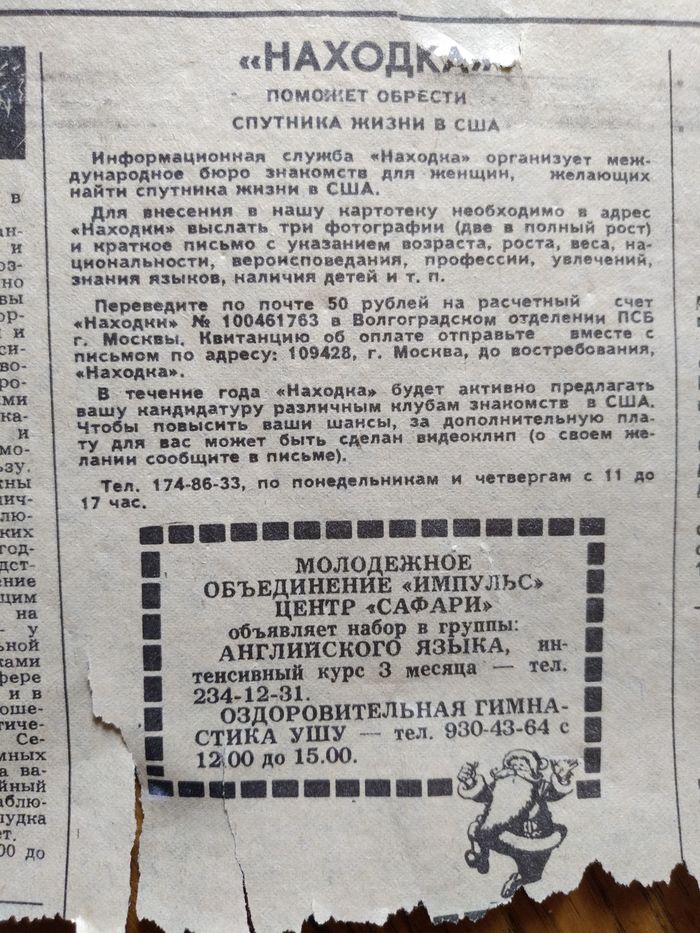 «НАХОДКА»
ПОМОЖЕТ ОБРЕСТИ
СПУТНИКА ЖИЗНИ В США
Информационная служба «Находка» организует меж-
дународное бюро знакомств для женщин, желающих
найти спутника жизни в США.
Для внесения в нашу картотеку необходимо в адрес
«Находки» выслать три фотографии (две в полный рост)
и краткое письмо с указанием возраста, роста, веса, на-
циональности, вероисповедания, профессии, увлечений,
знания языков, наличия детей и т. п.
Переведите по почте 50 рублей на расчетный счет
«Находки» № 100461763 в Волгоградском отделении ПСБ
г. Москвы. Квитанцию об оплате отправьте вместе с
письмом по адресу: 109428, г. Москва, до востребования,
«Находка».
В течение года «Находка» будет активно предлагать
вашу кандидатуру различным клубам знакомств в США.
Чтобы повысить ваши шансы, за дополнительную пла-
ту для вас может быть сделан видеоклип (о своем же-
лании сообщите в письме).
Тел. 174-86-33, по понедельникам и четвергам с 11 до
17 час.
МОЛОДЕЖНОЕ
ОБЪЕДИНЕНИЕ «ИМПУЛЬС»
ЦЕНТР «САФАРИ»
объявляет набор в группы:
АНГЛИЙСКОГО ЯЗЫКА, ин-
тенсивный курс 3 месяца — тел.
234-12-31.
ОЗДОРОВИТЕЛЬНАЯ ГИМНА-
СТИКА УШУ — тел. 930-43-64 с
12.00 до 15.00.